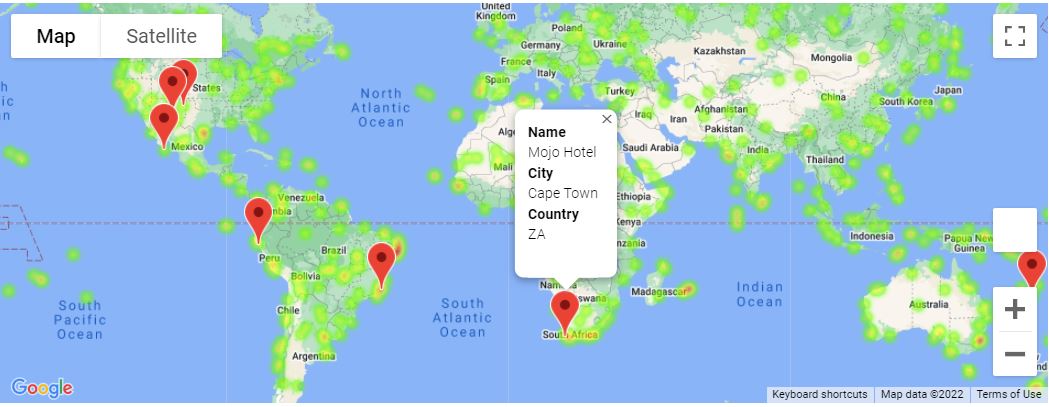 Map
Satellite
United
Kingdom
Poland
Germany
Ukraine
France
Italy
Spain
Turkey
Kazakhstan
Mongolia
China
Japan
South Korea
Afghanistan
Iraq
Iran
Pakistan
India
Thailand
Saudi Arabia
North
Atlantic
Ocean
States
Mexico
Mali
Ethiopia
Venezuela
Brazil
Peru
Bolivia
Chile
Argentina
Indonesia
Papua New
Guinea
Australia
Madagascar
South Africa
Indian
Ocean
South
Atlantic
Ocean
South
Pacific
Ocean
Name
Mojo Hotel
City
Cape Town
Country
ZA
Google
Keyboard shortcuts
Map data ©2022
Terms of Use